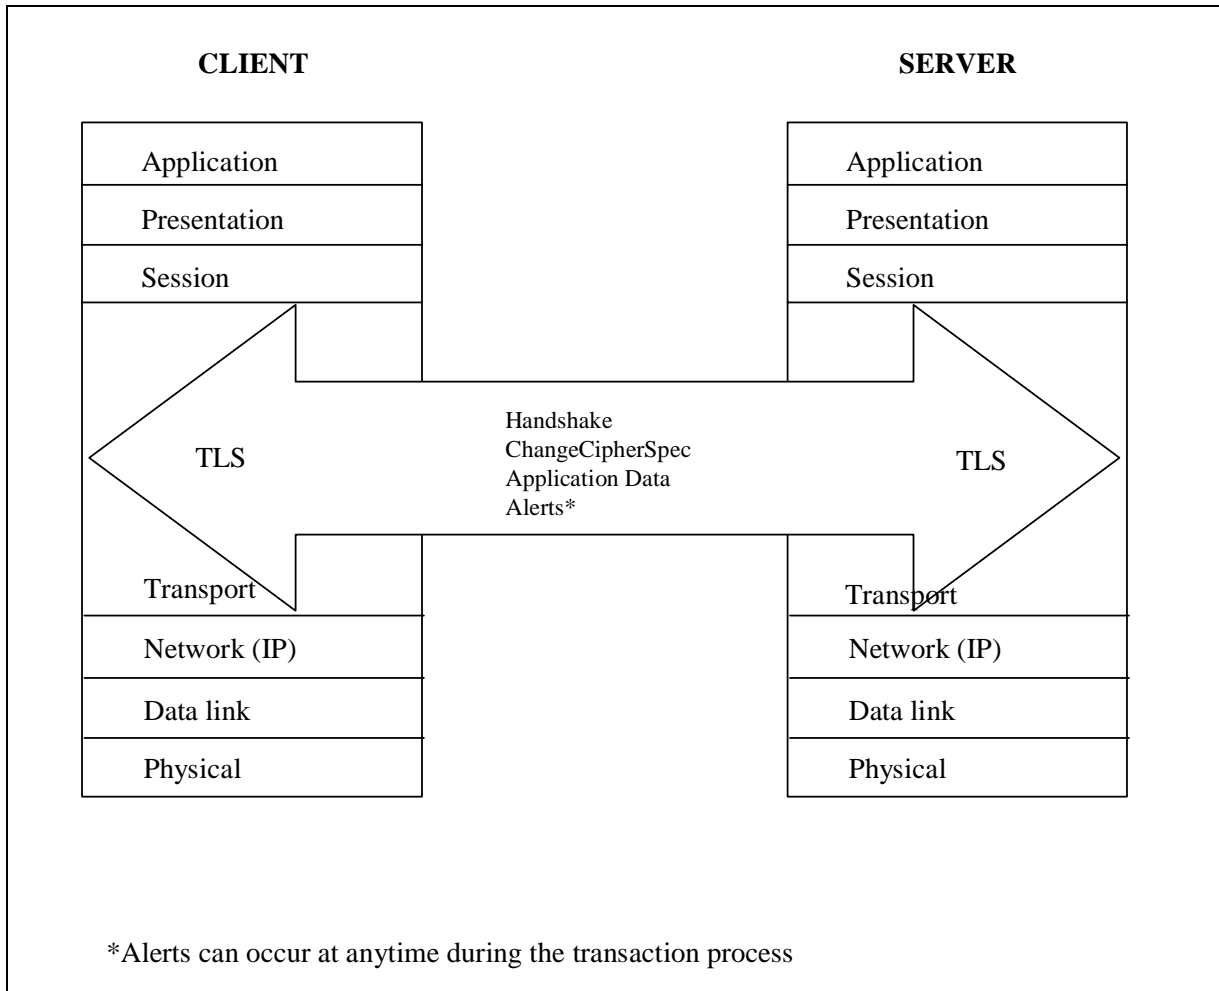 CLIENT
SERVER
Application
Presentation
Session
TLS
Transport
Network (IP)
Data link
Physical
Handshake
ChangeCipherSpec
Application Data
Alerts*
Application
Presentation
Session
TLS
Transport
Network (IP)
Data link
Physical
*Alerts can occur at anytime during the transaction process